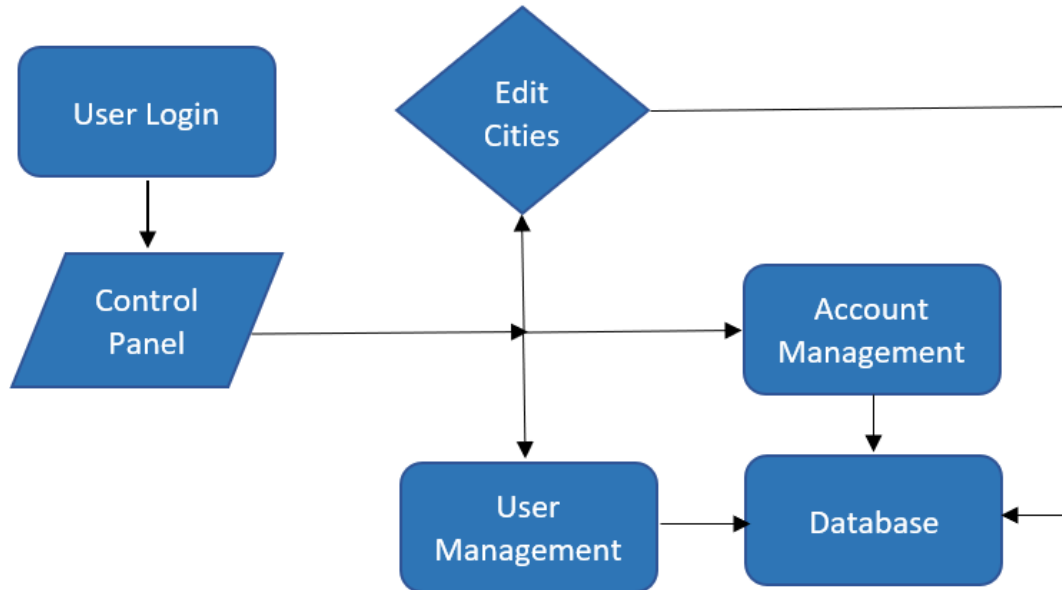 User Login
Edit
Cities
Control
Panel
Account
Management
User
Management
Database